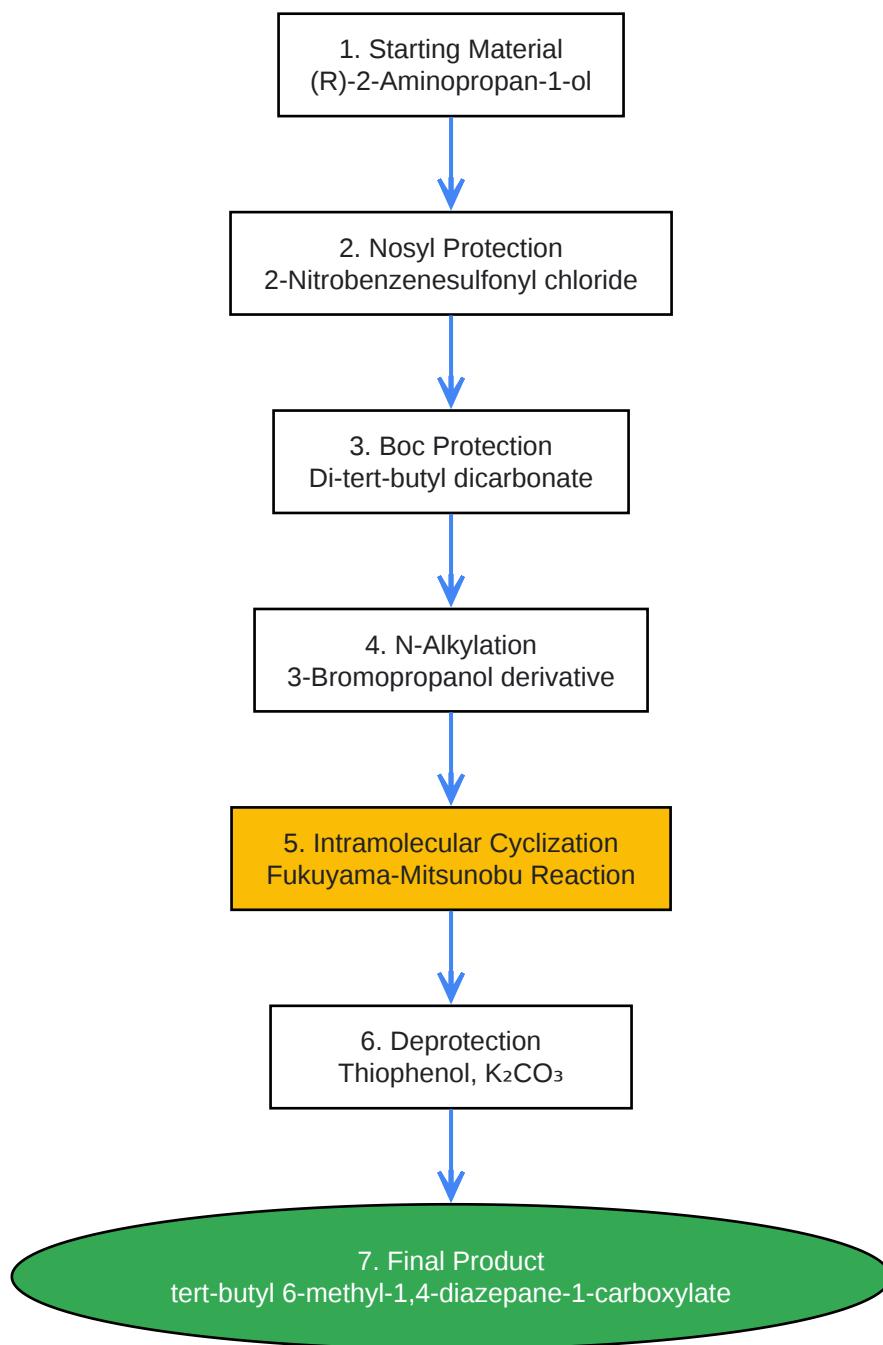 1. Starting Material
(R)-2-Aminopropan-1-ol
2. Nosyl Protection
2-Nitrobenzenesulfonyl chloride
3. Boc Protection
Di-tert-butyl dicarbonate
4. N-Alkylation
3-Bromopropanol derivative
5. Intramolecular Cyclization
Fukuyama-Mitsunobu Reaction
6. Deprotection
Thiophenol, K₂CO₃
7. Final Product
tert-butyl 6-methyl-1,4-diazepane-1-carboxylate